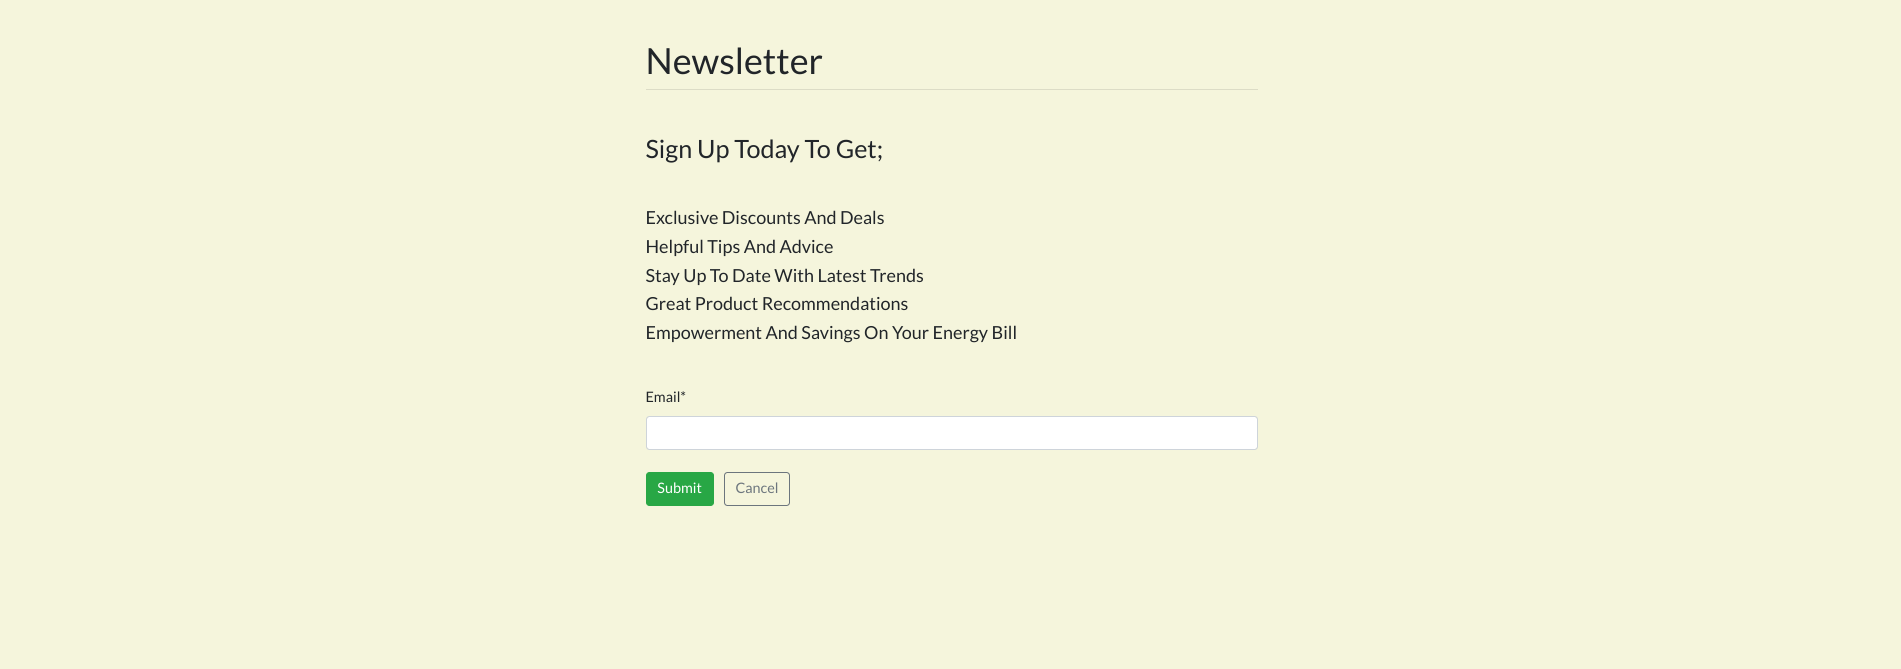 Newsletter
Sign Up Today To Get;
Exclusive Discounts And Deals
Helpful Tips And Advice
Stay Up To Date With Latest Trends
Great Product Recommendations
Empowerment And Savings On Your Energy Bill
Email*
Submit Cancel